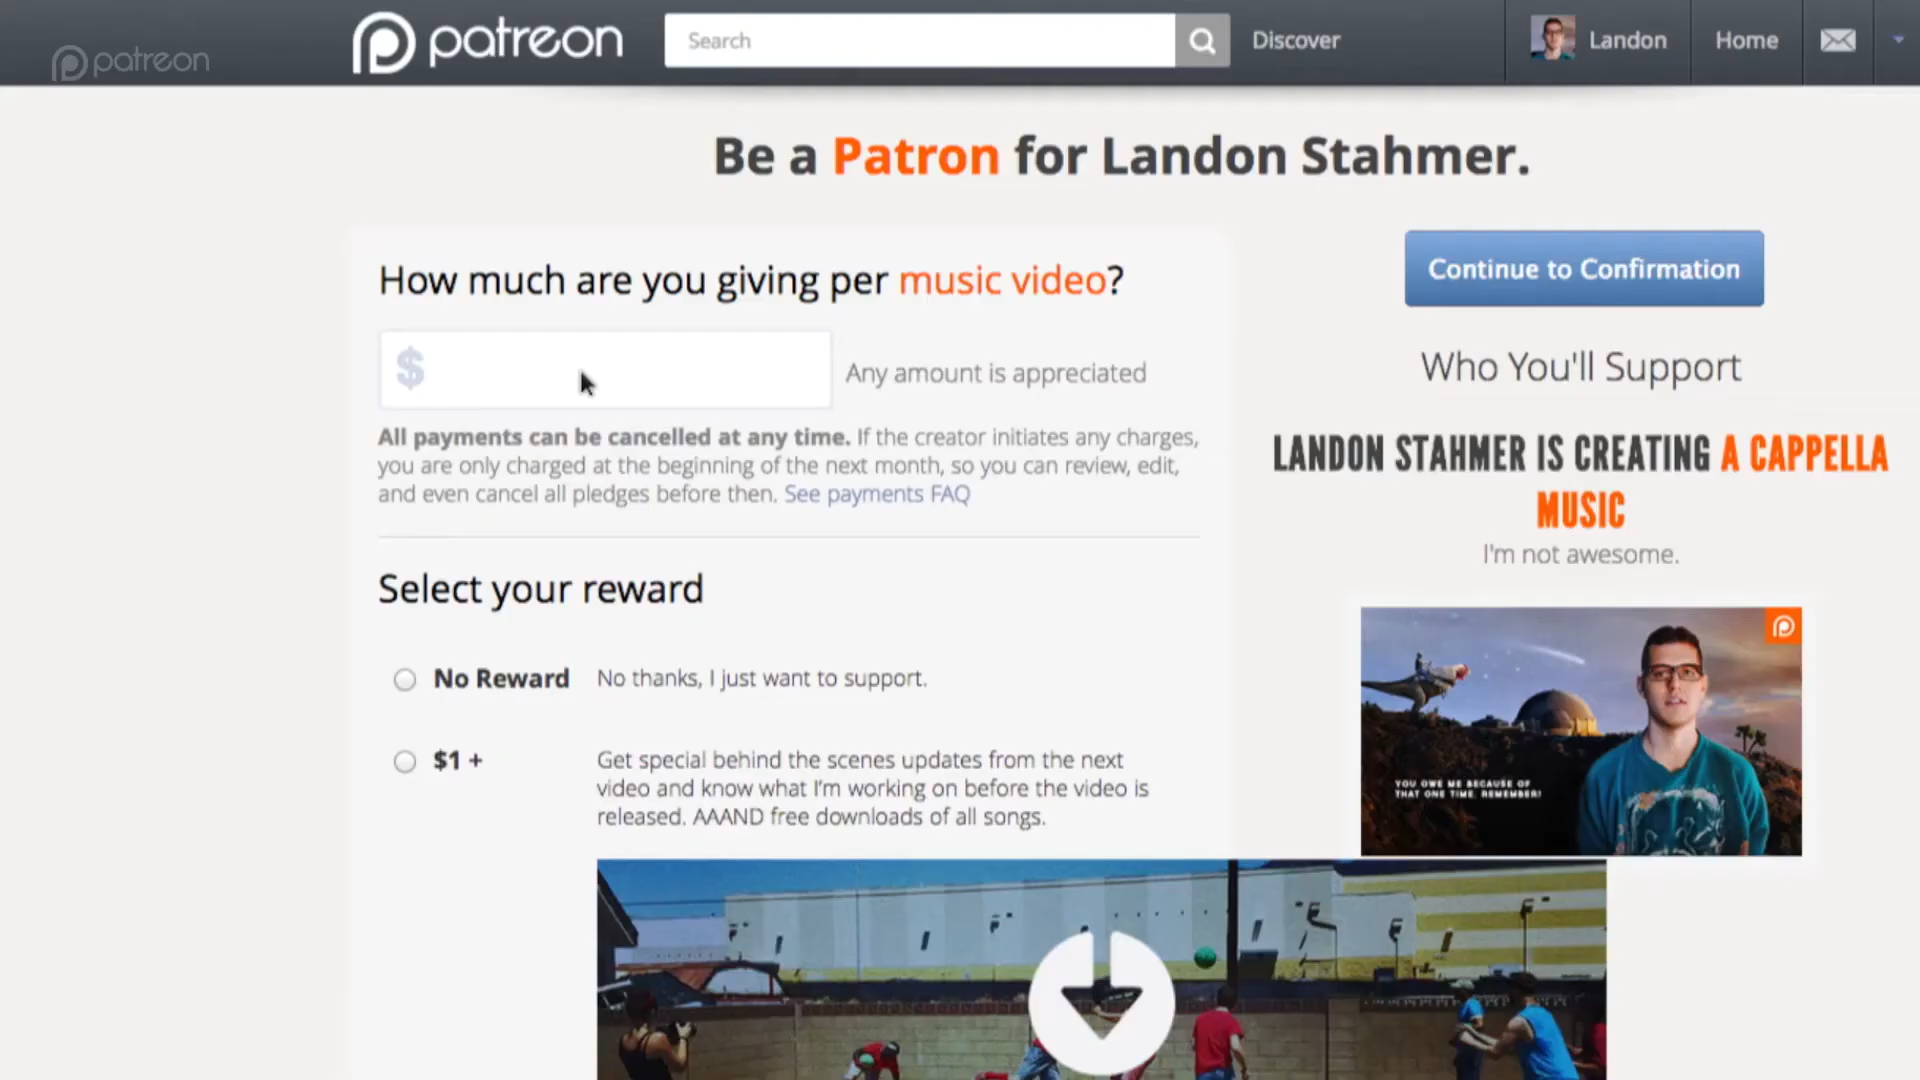 patreon
patreon
Search
Discover
Landon
Home
Be a Patron for Landon Stahmer.
How much are you giving per music video?
$
Any amount is appreciated
All payments can be cancelled at any time. If the creator initiates any charges,
you are only charged at the beginning of the next month, so you can review, edit,
and even cancel all pledges before then. See payments FAQ
Select your reward
No Reward
No thanks, I just want to support.
$1 +
Get special behind the scenes updates from the next
video and know what I'm working on before the video is
released. AAAND free downloads of all songs.
Continue to Confirmation
Who You'll Support
LANDON STAHMER IS CREATING A CAPPELLA
MUSIC
I'm not awesome.
YOU OWE ME BECAUSE OF
THAT ONE TIME. REMEMBER!